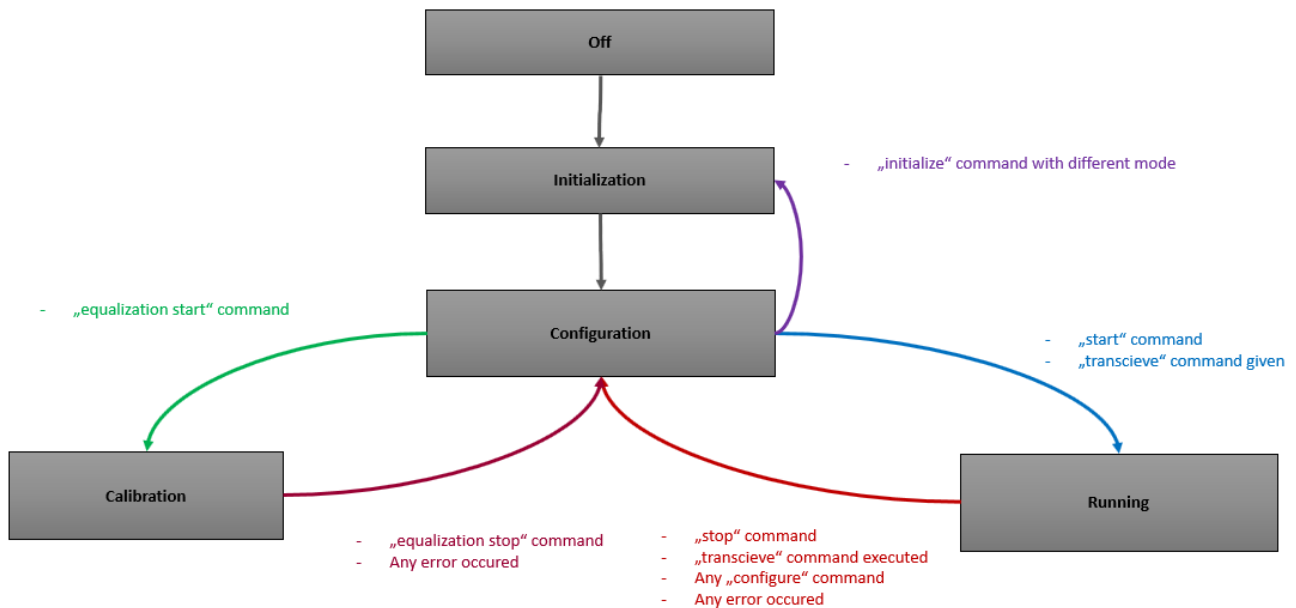 Off
Initialization
- „initialize“ command with different mode
- „equalization start“ command
Configuration
- „start“ command
- „transcieve“ command given
Calibration
Running
- „equalization stop“ command
- Any error occured
- „stop“ command
- „transcieve“ command executed
- Any „configure“ command
- Any error occured